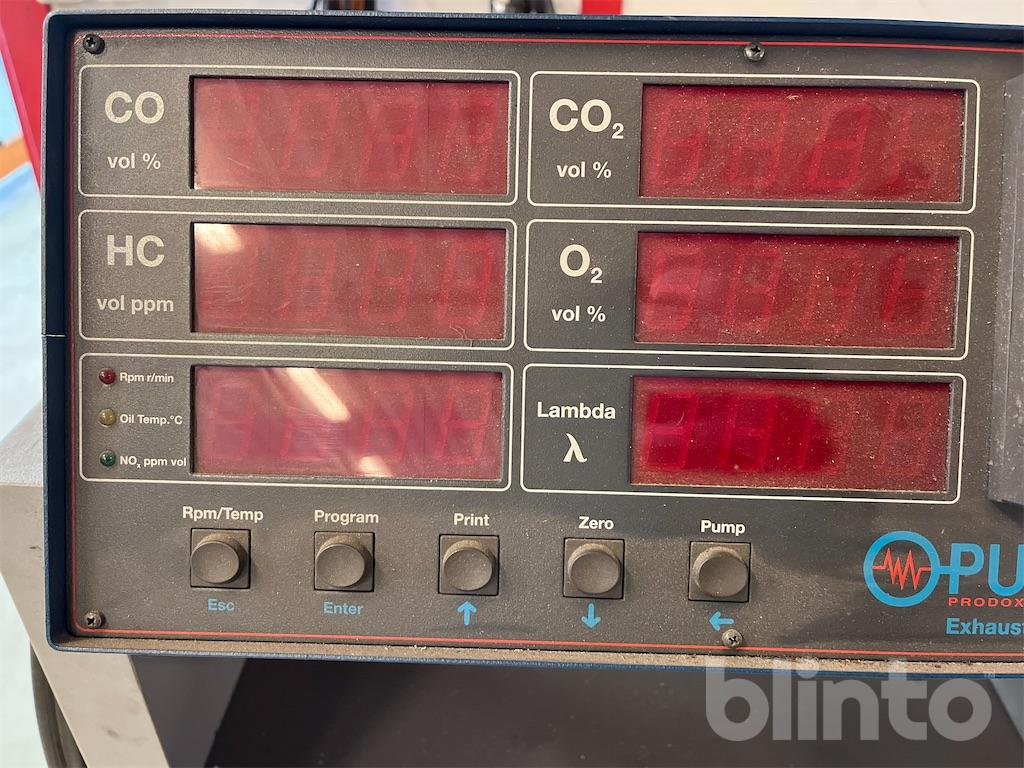 CO
vol %
CO₂
vol %
HC
vol ppm
O₂
vol %
Rpm r/min
Oil Temp.°C
NOₓ ppm vol
Lambda
λ
Rpm/Temp
Program
Print
Zero
Pump
Esc
Enter
↑
↓
←
PU
PRODOX
Exhaust
blinto